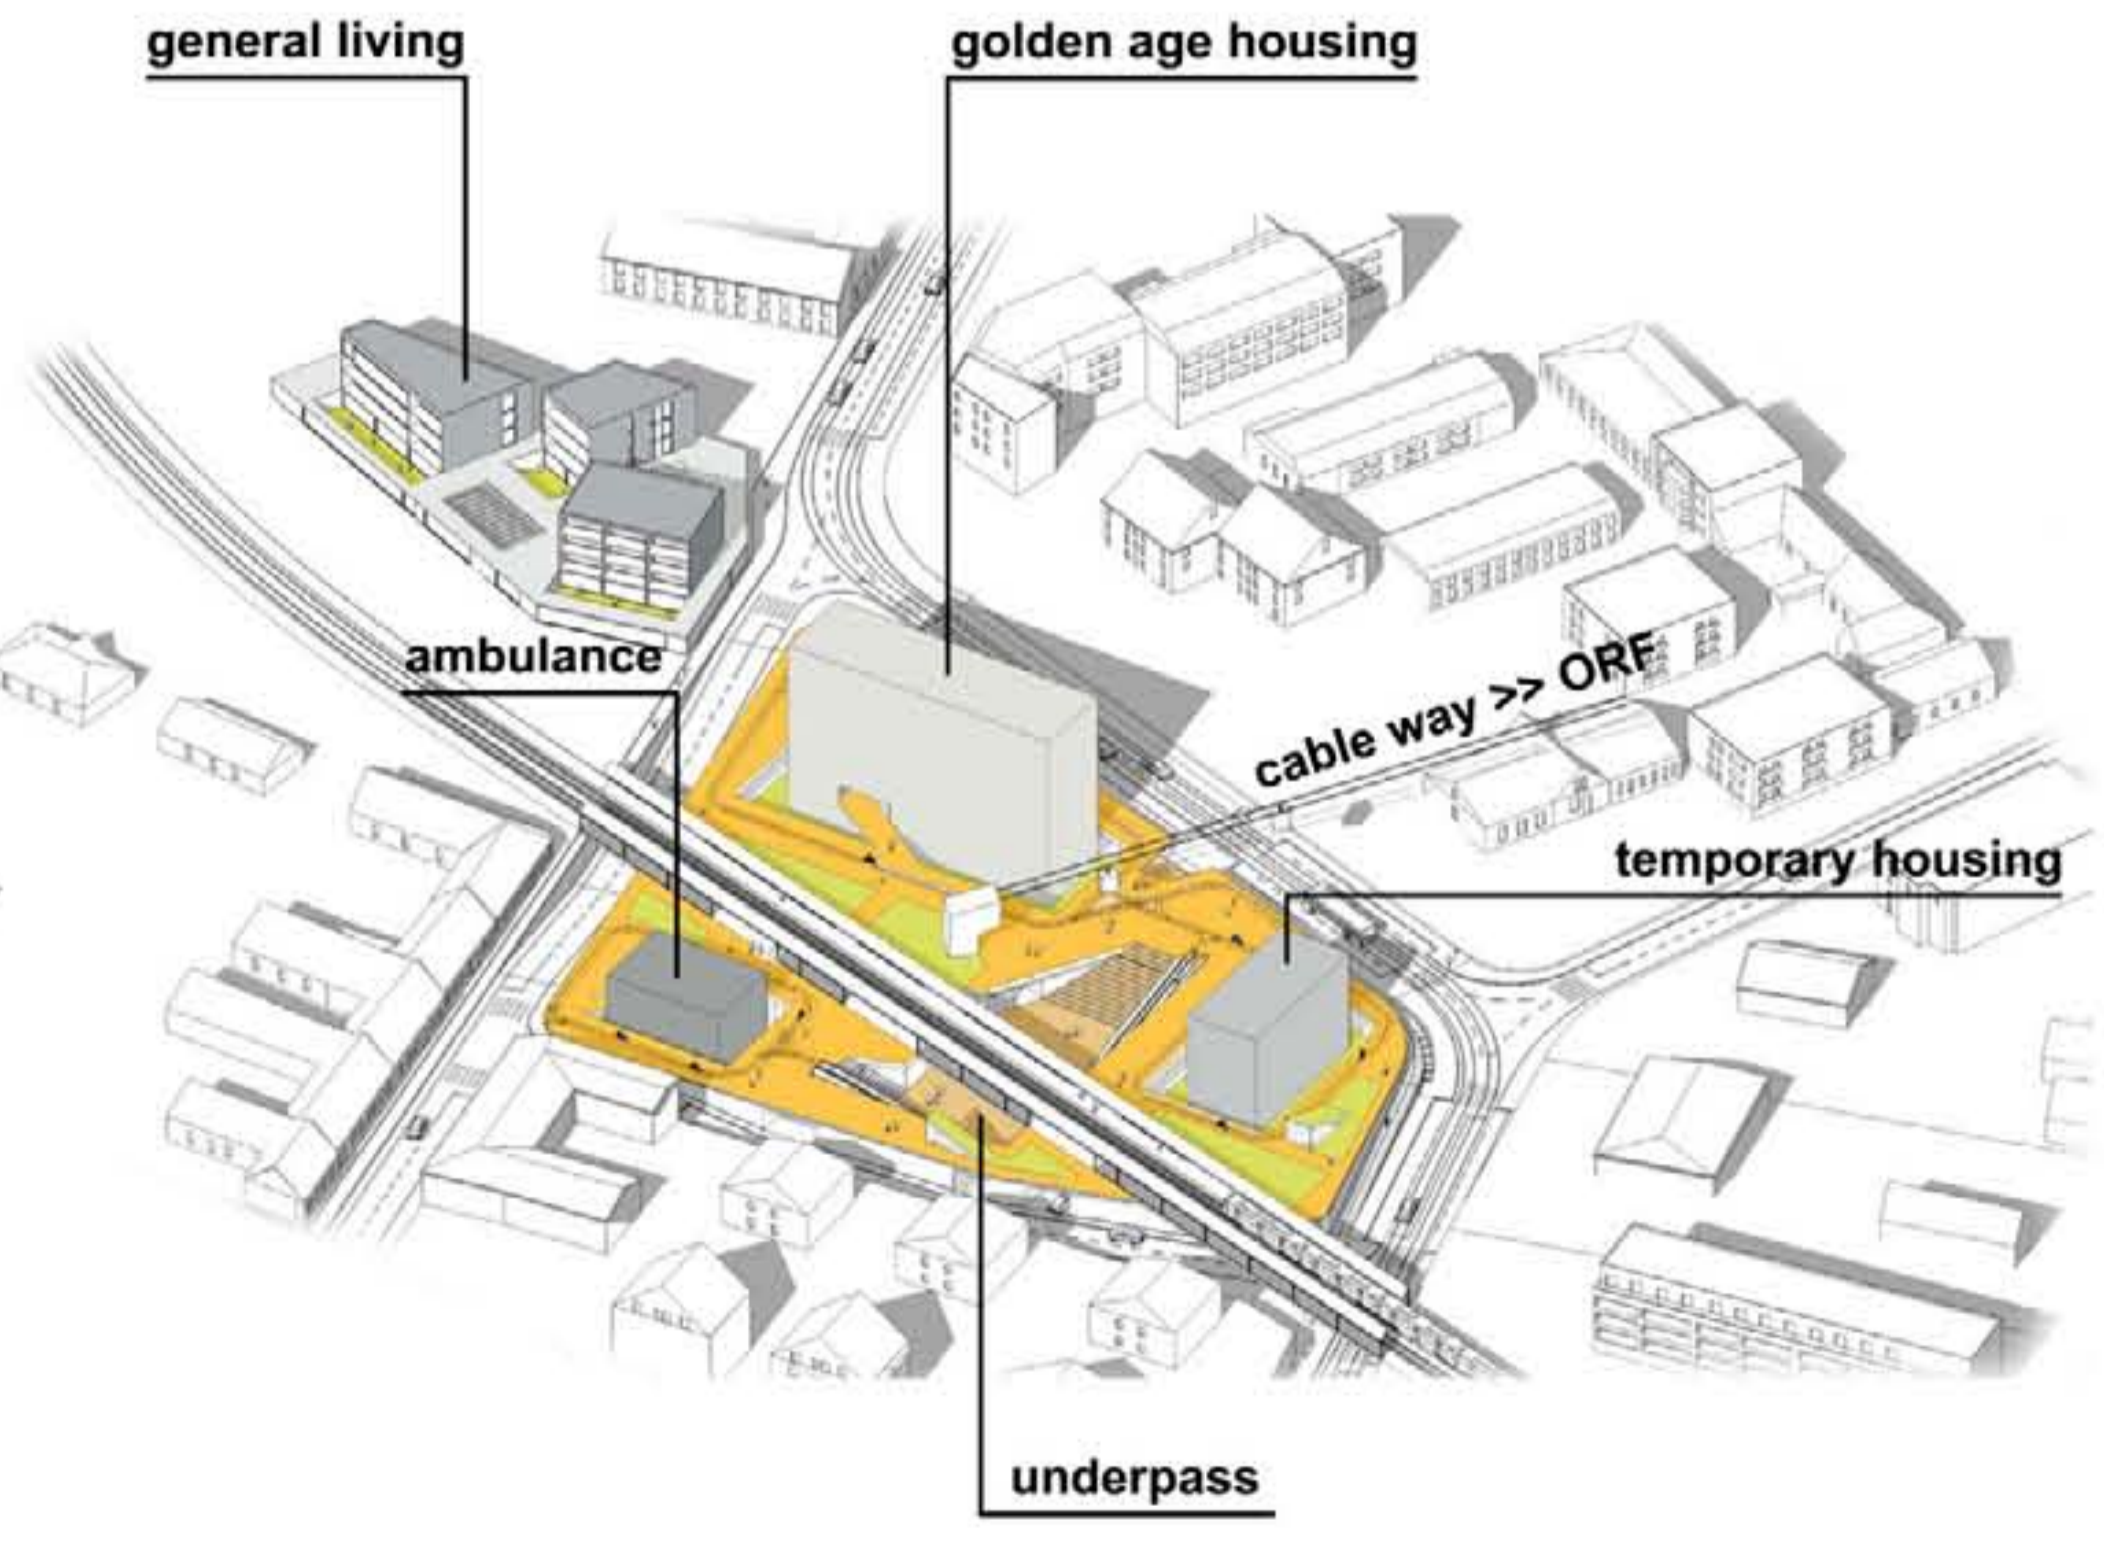 general living
golden age housing
ambulance
cable way >> ORF
temporary housing
underpass